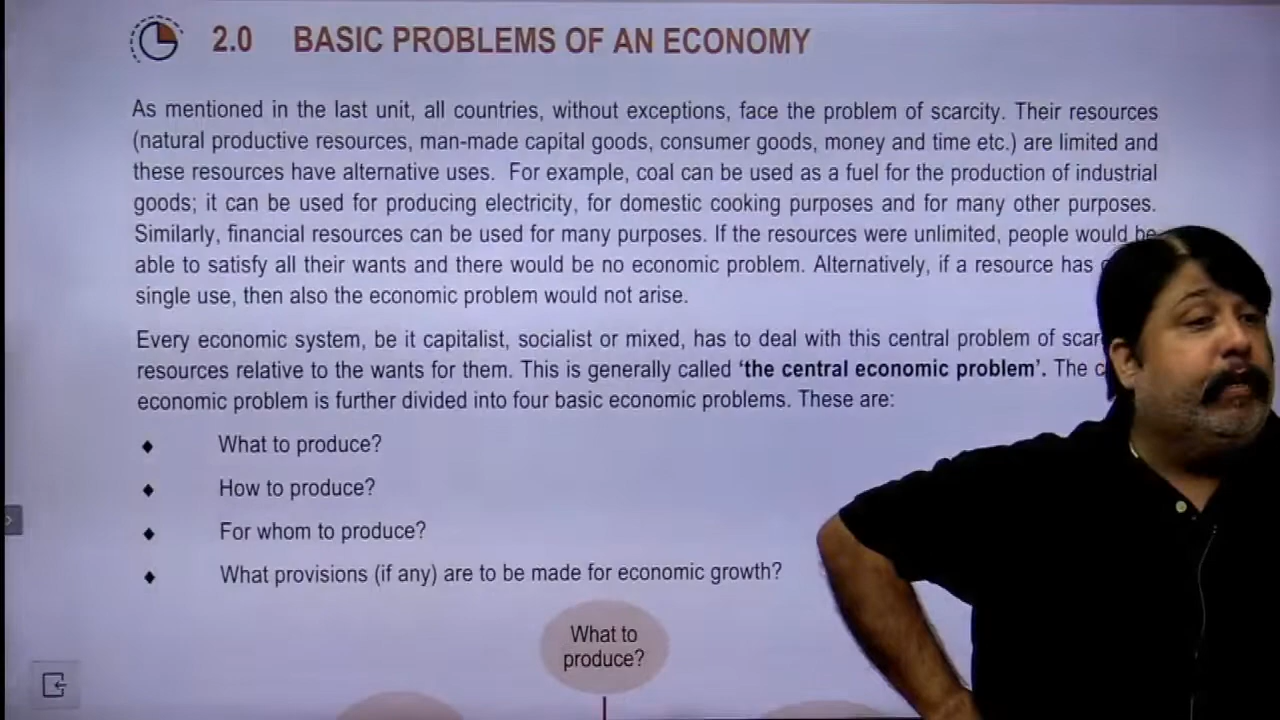 2.0 BASIC PROBLEMS OF AN ECONOMY
As mentioned in the last unit, all countries, without exceptions, face the problem of scarcity. Their resources
(natural productive resources, man-made capital goods, consumer goods, money and time etc.) are limited and
these resources have alternative uses. For example, coal can be used as a fuel for the production of industrial
goods; it can be used for producing electricity, for domestic cooking purposes and for many other purposes.
Similarly, financial resources can be used for many purposes. If the resources were unlimited, people would be
able to satisfy all their wants and there would be no economic problem. Alternatively, if a resource has
single use, then also the economic problem would not arise.
Every economic system, be it capitalist, socialist or mixed, has to deal with this central problem of
resources relative to the wants for them. This is generally called ‘the central economic problem’. The
economic problem is further divided into four basic economic problems. These are:
♦ What to produce?
♦ How to produce?
♦ For whom to produce?
♦ What provisions (if any) are to be made for economic growth?
What to
produce?